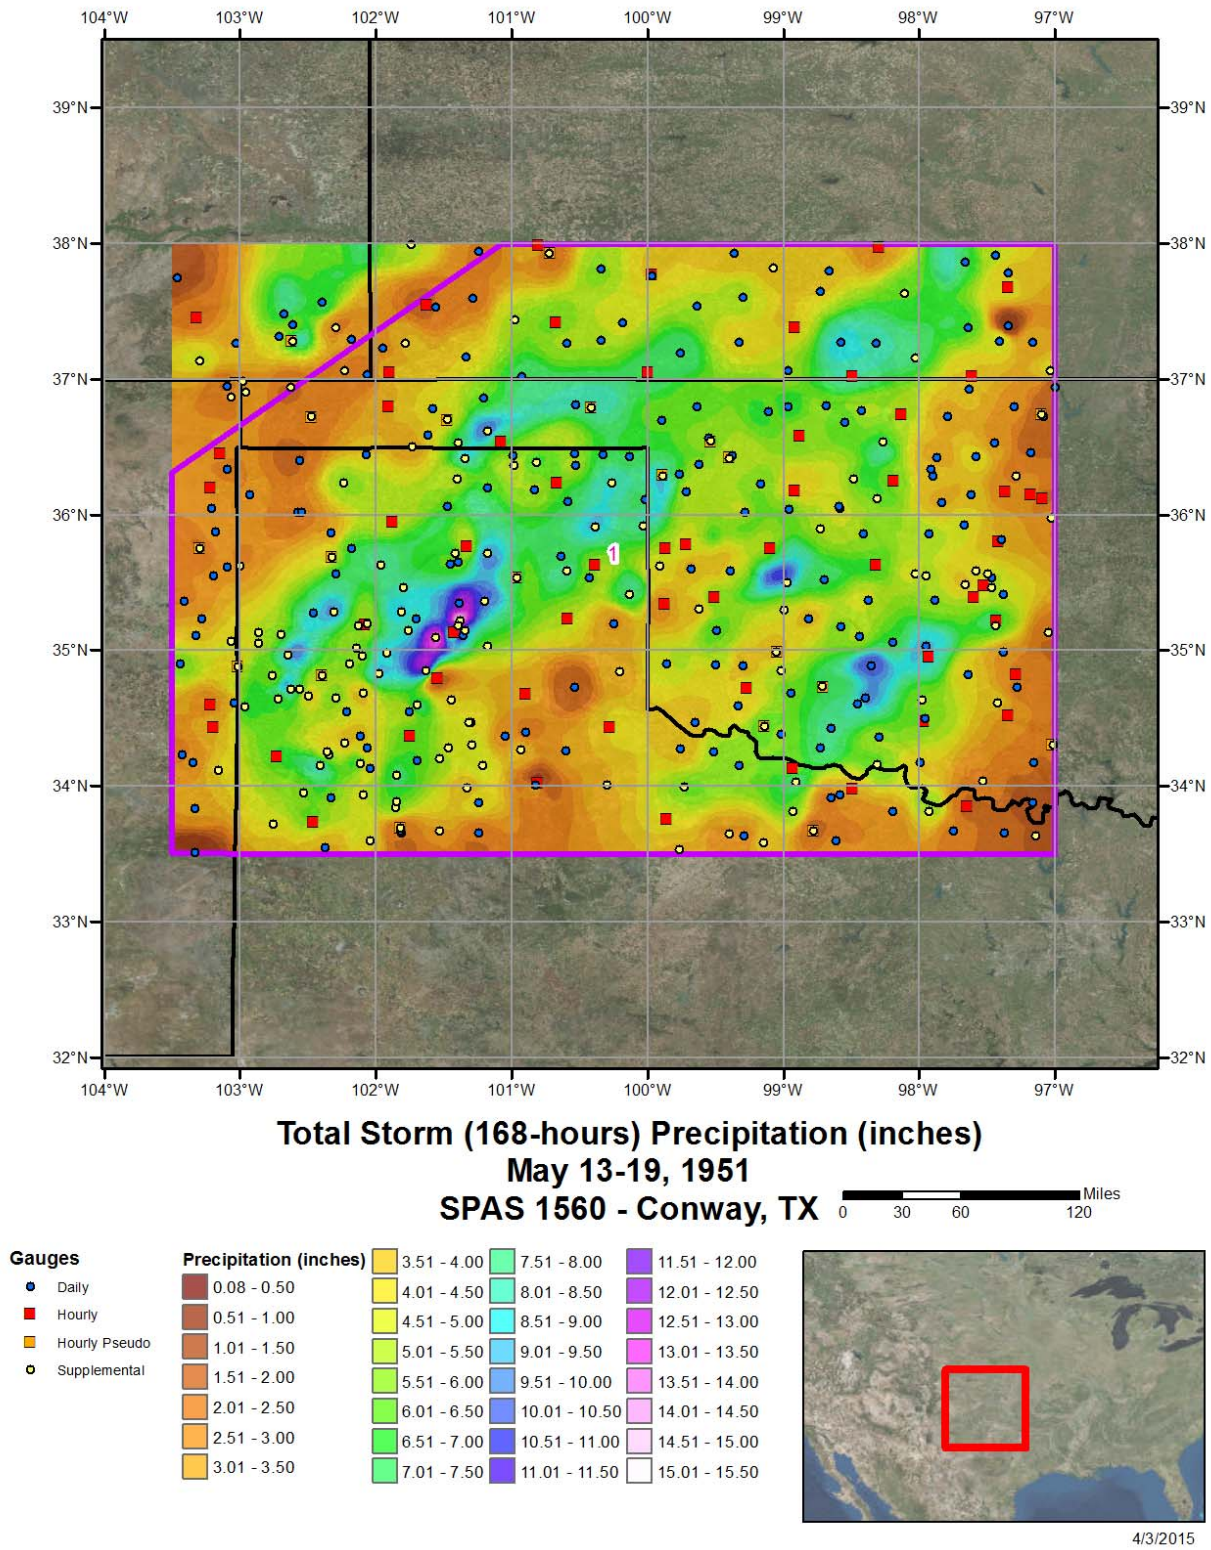 104°W 103°W 102°W 101°W 100°W 99°W 98°W 97°W
39°N 39°N
38°N 38°N
37°N 37°N
36°N 36°N
1
35°N 35°N
34°N 34°N
33°N 33°N
32°N 32°N
104°W 103°W 102°W 101°W 100°W 99°W 98°W 97°W
Total Storm (168-hours) Precipitation (inches)
May 13-19, 1951
SPAS 1560 - Conway, TX
Miles
0 30 60 120
Gauges
Daily
Hourly
Hourly Pseudo
Supplemental
Precipitation (inches)
0.08 - 0.50
0.51 - 1.00
1.01 - 1.50
1.51 - 2.00
2.01 - 2.50
2.51 - 3.00
3.01 - 3.50
3.51 - 4.00
4.01 - 4.50
4.51 - 5.00
5.01 - 5.50
5.51 - 6.00
6.01 - 6.50
6.51 - 7.00
7.01 - 7.50
7.51 - 8.00
8.01 - 8.50
8.51 - 9.00
9.01 - 9.50
9.51 - 10.00
10.01 - 10.50
10.51 - 11.00
11.01 - 11.50
11.51 - 12.00
12.01 - 12.50
12.51 - 13.00
13.01 - 13.50
13.51 - 14.00
14.01 - 14.50
14.51 - 15.00
15.01 - 15.50
4/3/2015